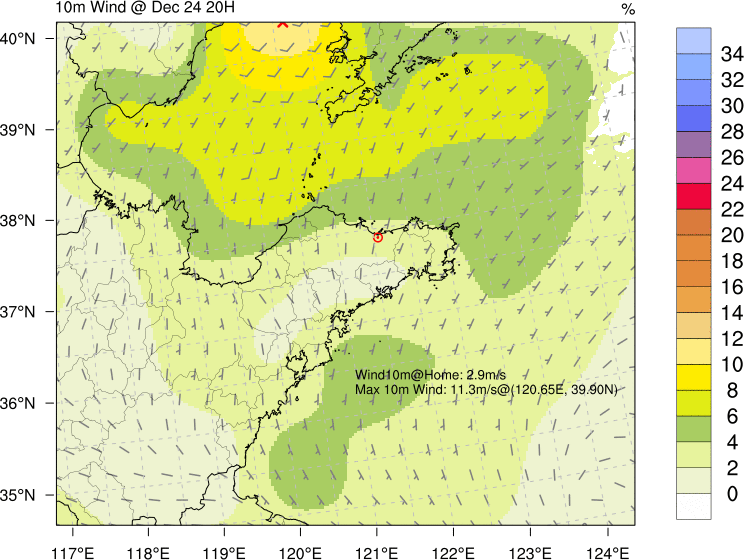 10m Wind @ Dec 24 20H
%
40°N
39°N
38°N
37°N
36°N
35°N
Wind10m@Home: 2.9m/s
Max 10m Wind: 11.3m/s@(120.65E, 39.90N)
117°E 118°E 119°E 120°E 121°E 122°E 123°E 124°E
34
32
30
28
26
24
22
20
18
16
14
12
10
8
6
4
2
0